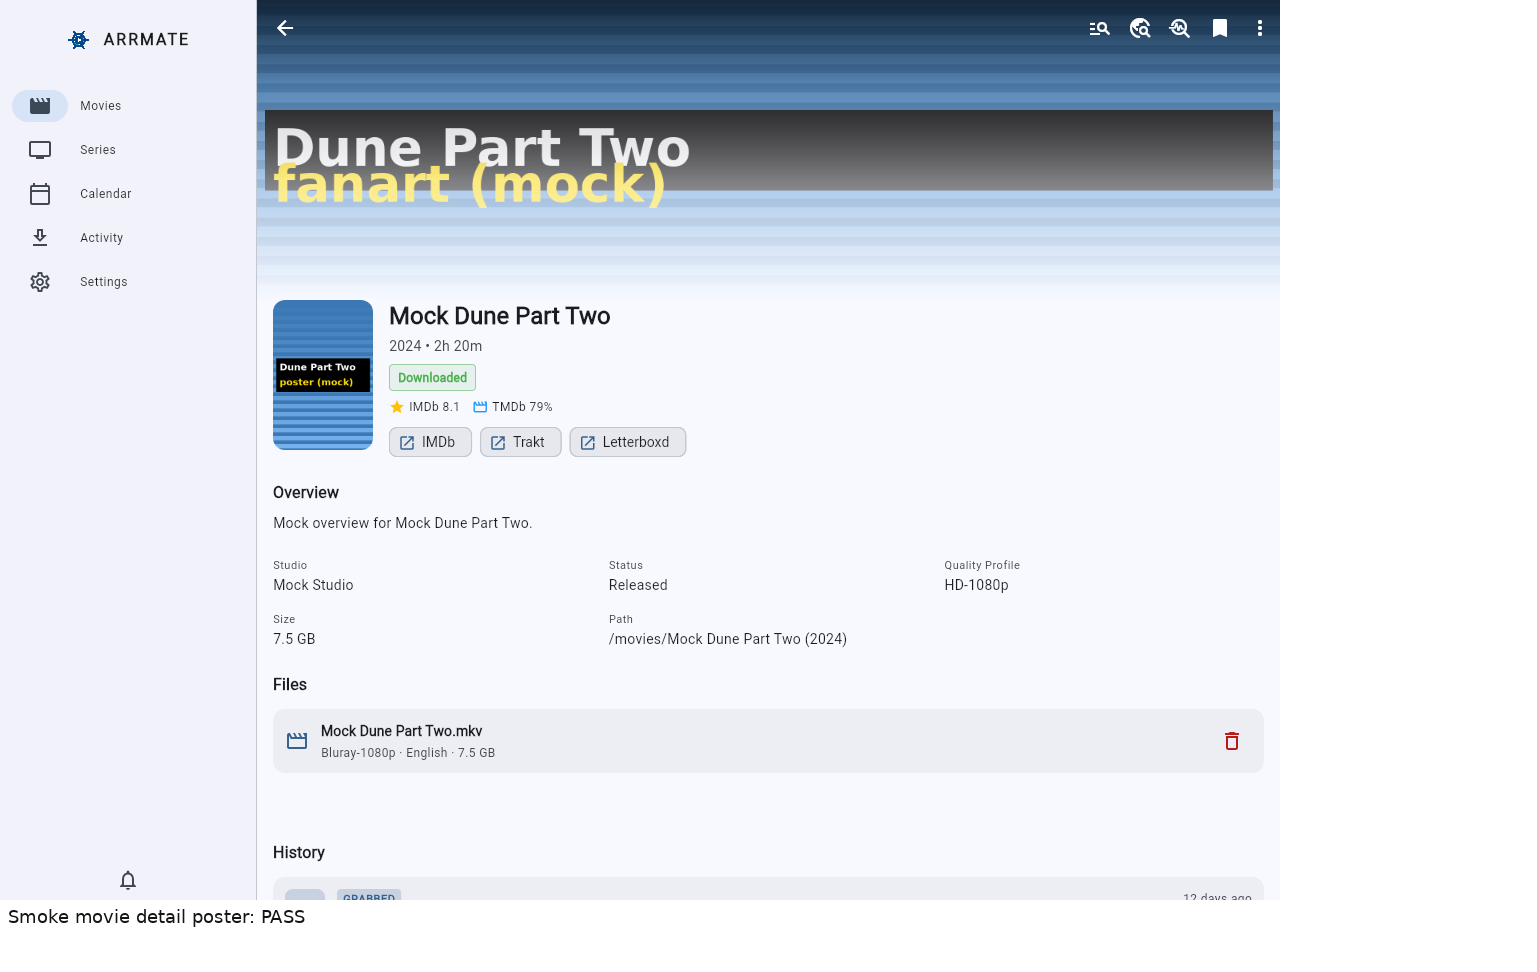 ARRMATE
Movies
Series
Calendar
Activity
Settings
Dune Part Two
fanart (mock)
Dune Part Two
poster (mock)
Mock Dune Part Two
2024 • 2h 20m
Downloaded
IMDb 8.1 TMDb 79%
IMDb Trakt Letterboxd
Overview
Mock overview for Mock Dune Part Two.
Studio Status Quality Profile
Mock Studio Released HD-1080p
Size Path
7.5 GB /movies/Mock Dune Part Two (2024)
Files
Mock Dune Part Two.mkv
Bluray-1080p · English · 7.5 GB
History
GRABBED 12 days ago
Smoke movie detail poster: PASS